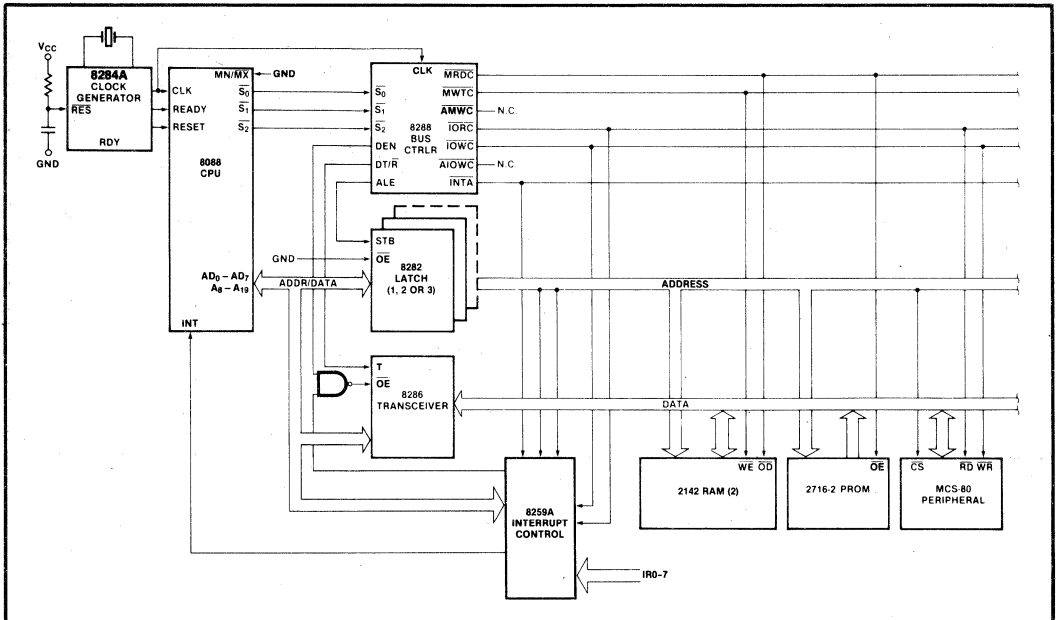 VCC
8284A
CLOCK
GENERATOR
RES
RDY
GND
MN/MX
GND
CLK
READY
RESET
S0
S1
S2
8088
CPU
AD0 – AD7
A8 – A19
INT
CLK
S0
S1
S2
DEN
DT/R
ALE
8288
BUS
CTRLR
MRDC
MWTC
AMWC
N.C.
IORC
IOWC
AIOWC
N.C.
INTA
STB
GND
OE
8282
LATCH
(1, 2 OR 3)
ADDR/DATA
ADDRESS
T
OE
8286
TRANSCEIVER
DATA
8259A
INTERRUPT
CONTROL
IR0-7
WE OD
2142 RAM (2)
OE
2716-2 PROM
CS RD WR
MCS-80
PERIPHERAL